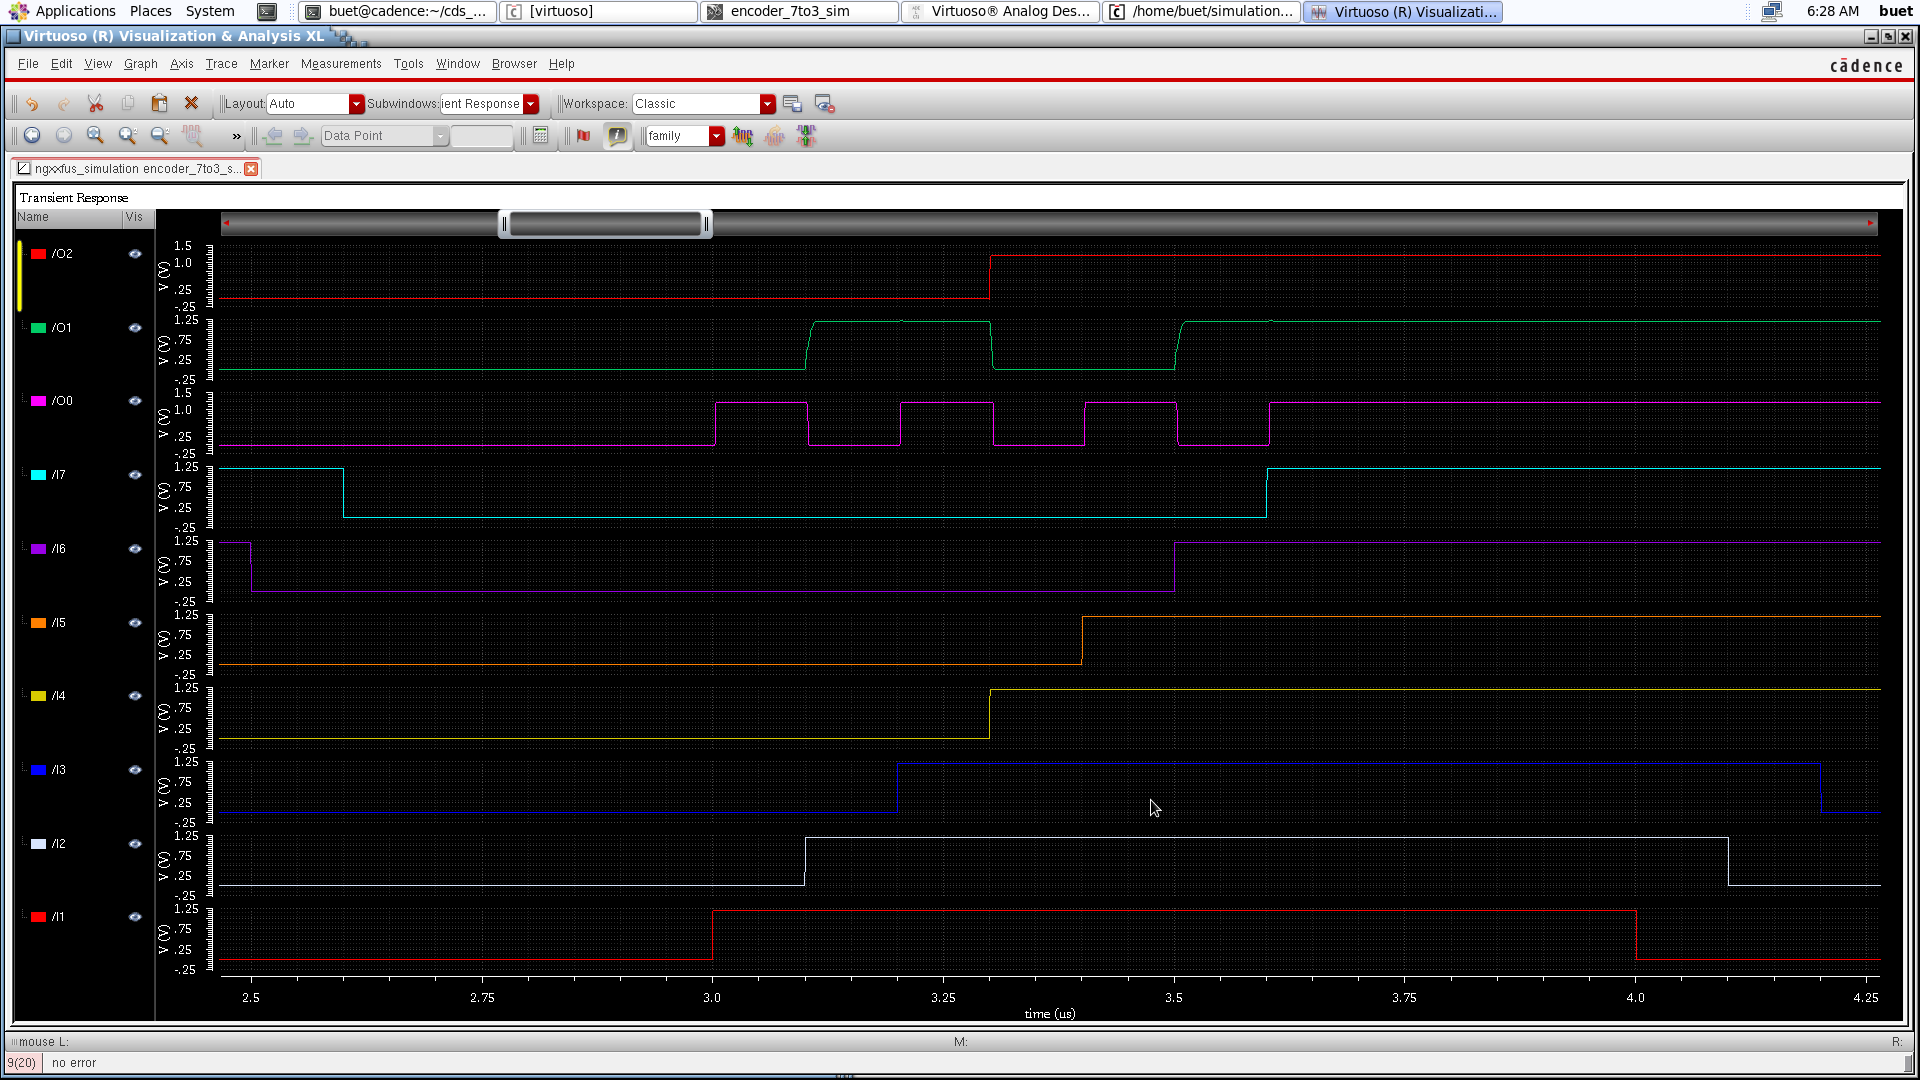 Applications Places System buet@cadence:~/cds_... [virtuoso] encoder_7to3_sim Virtuoso® Analog Des... /home/buet/simulation... Virtuoso (R) Visualizati... 6:28 AM buet
Virtuoso (R) Visualization & Analysis XL
File Edit View Graph Axis Trace Marker Measurements Tools Window Browser Help cādence
Layout: Auto Subwindows: ient Response Workspace: Classic
» Data Point family
ngxxfus_simulation encoder_7to3_s...
Transient Response
Name Vis
/O2 V (V) 1.5 1.0 .25 -.25
/O1 V (V) 1.25 .75 .25 -.25
/O0 V (V) 1.5 1.0 .25 -.25
/I7 V (V) 1.25 .75 .25 -.25
/I6 V (V) 1.25 .75 .25 -.25
/I5 V (V) 1.25 .75 .25 -.25
/I4 V (V) 1.25 .75 .25 -.25
/I3 V (V) 1.25 .75 .25 -.25
/I2 V (V) 1.25 .75 .25 -.25
/I1 V (V) 1.25 .75 .25 -.25
2.5 2.75 3.0 3.25 3.5 3.75 4.0 4.25
time (us)
mouse L: M: R:
9(20) no error